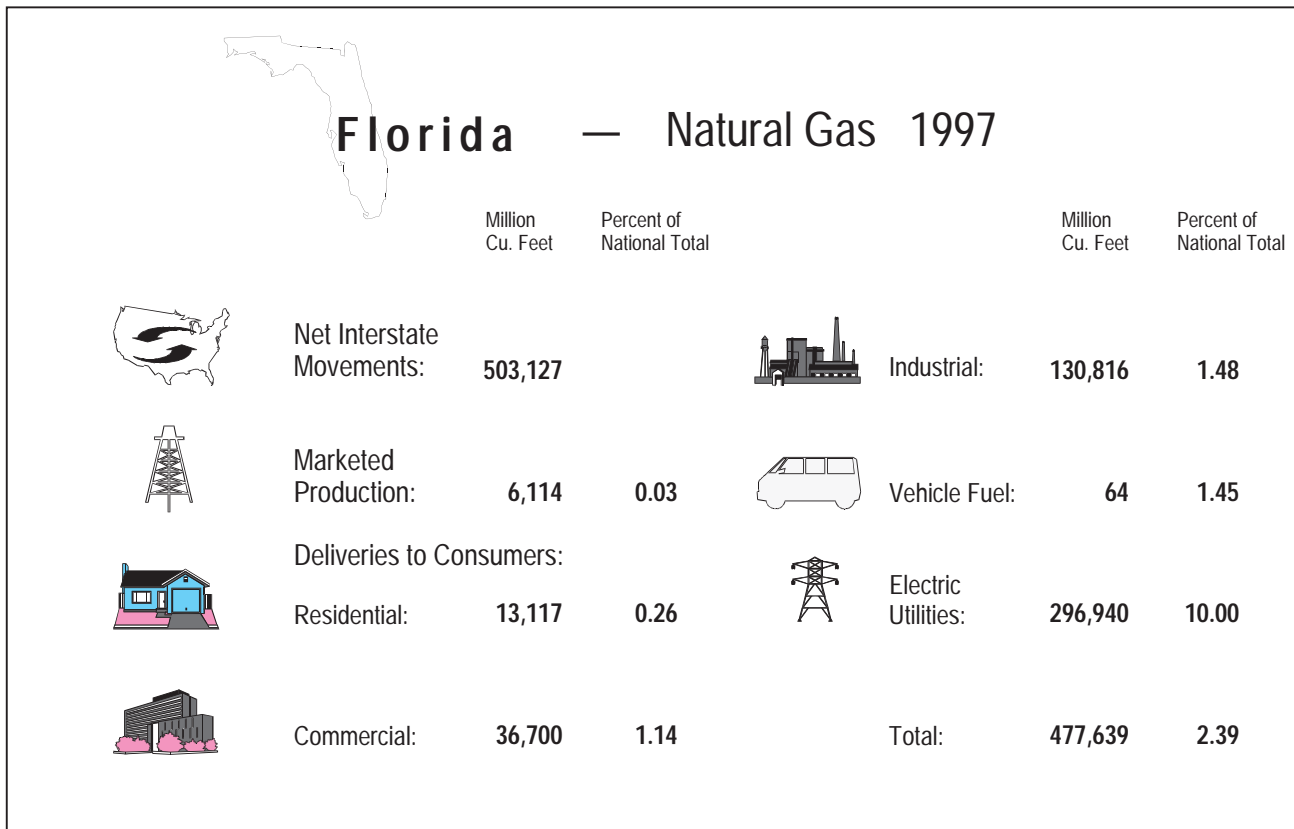 Florida — Natural Gas 1997
Million Percent of
Cu. Feet National Total
Net Interstate
Movements: 503,127
Marketed
Production: 6,114 0.03
Deliveries to Consumers:
Residential: 13,117 0.26
Commercial: 36,700 1.14
Million Percent of
Cu. Feet National Total
Industrial: 130,816 1.48
Vehicle Fuel: 64 1.45
Electric
Utilities: 296,940 10.00
Total: 477,639 2.39